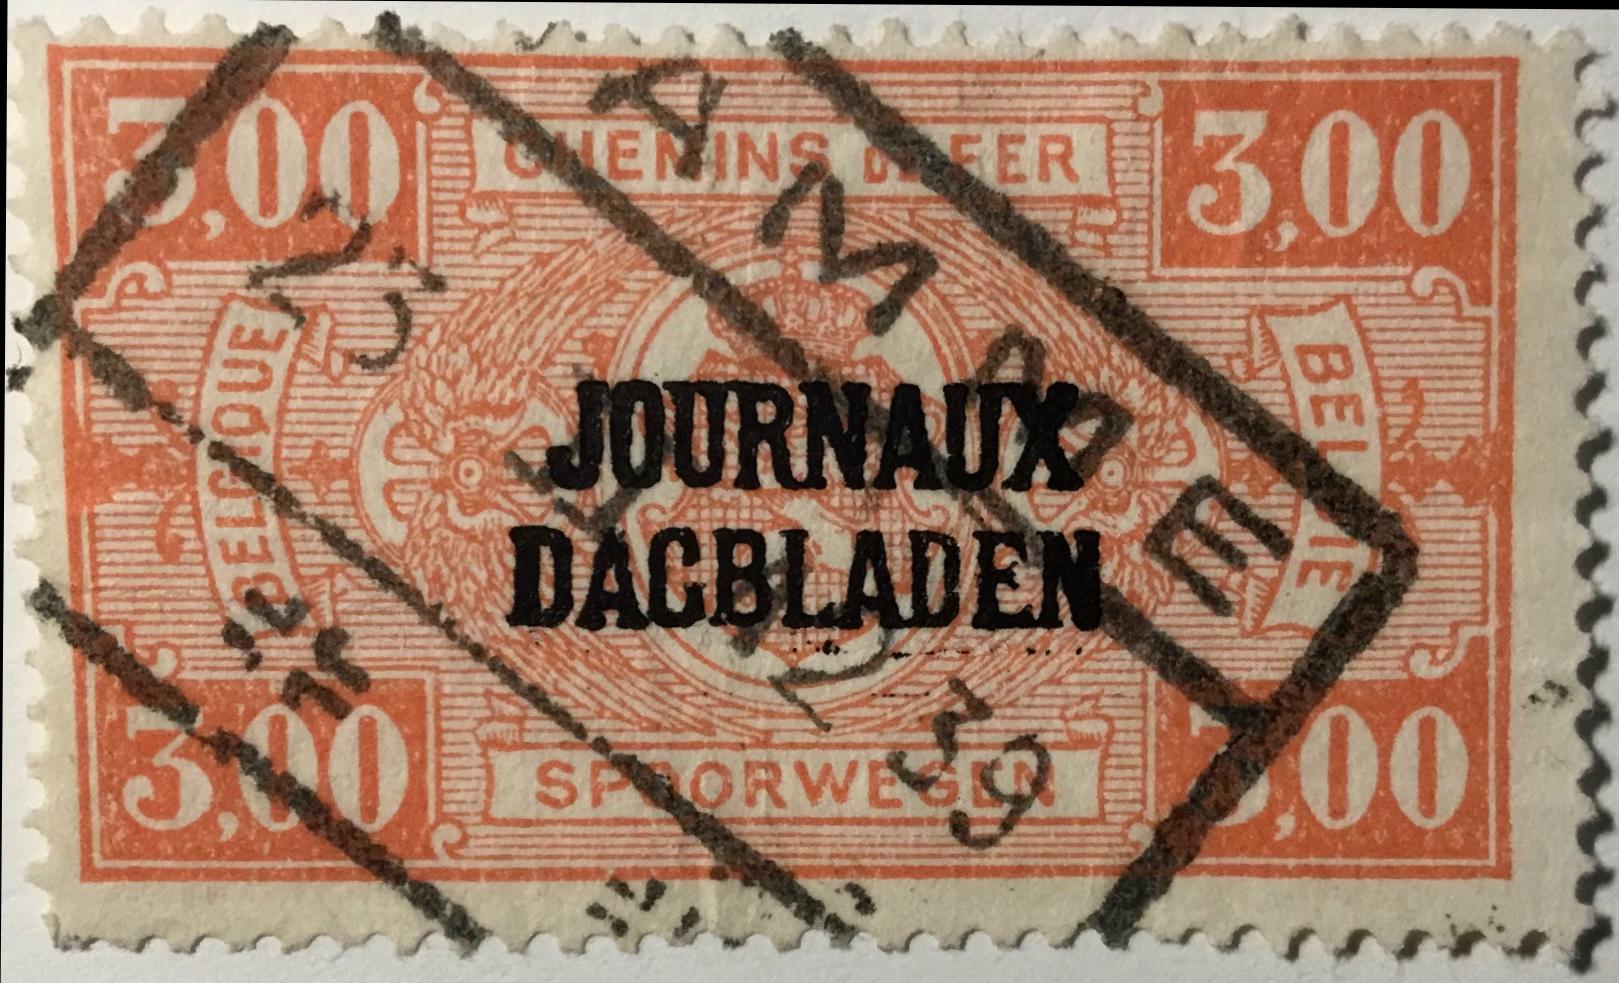 3,00 CHEMINS DE FER 3,00
BELGIQUE
BELGIE
JOURNAUX
DAGBLADEN
3,00 SPOORWEGEN 3,00